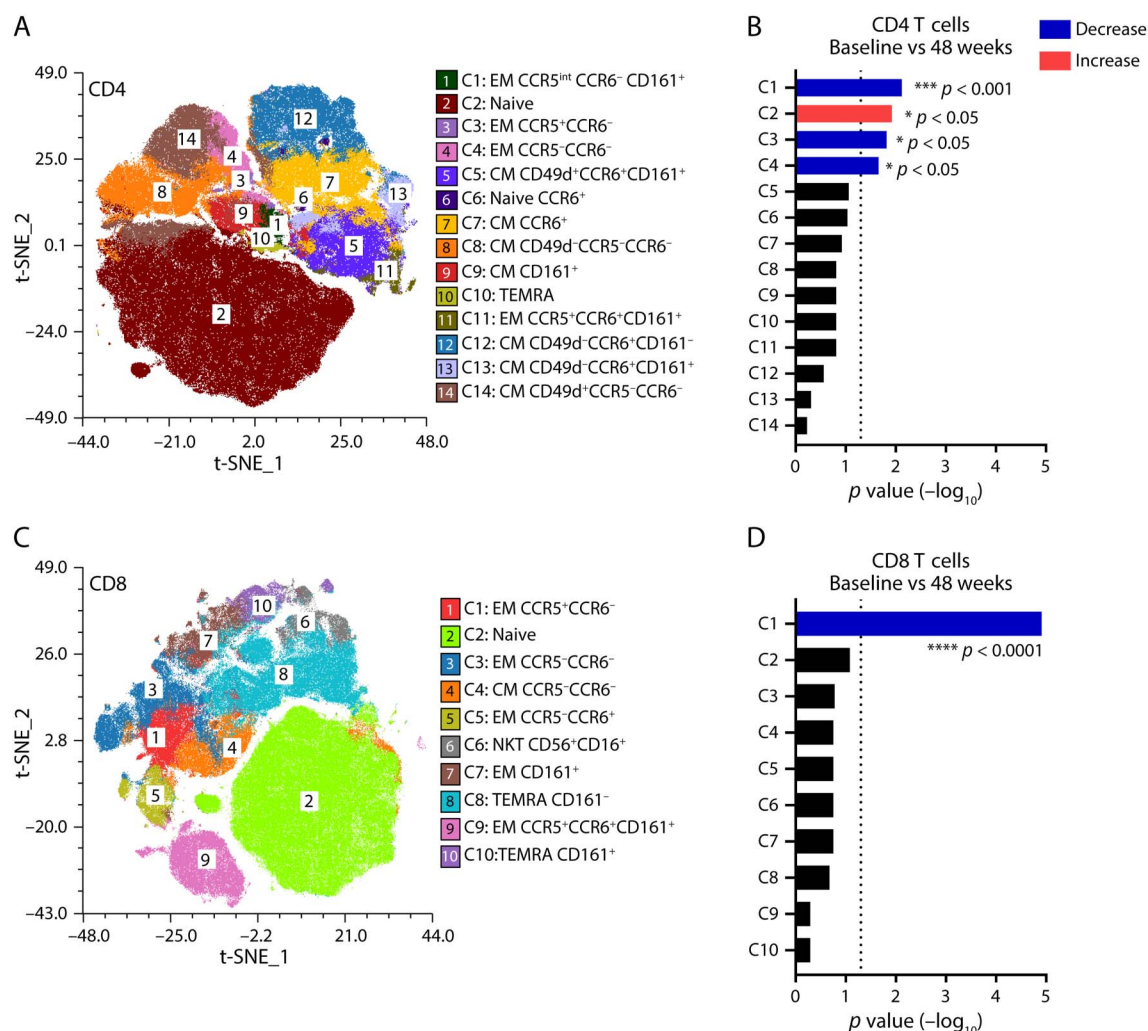 A
CD4
49.0
25.0
0.1
−24.0
−49.0
−44.0 −21.0 2.0 25.0 48.0
t-SNE_2
t-SNE_1
12
14
4
3
8
7
13
6
9
1
10
5
11
2
1 C1: EM CCR5int CCR6− CD161+
2 C2: Naive
3 C3: EM CCR5+CCR6−
4 C4: EM CCR5−CCR6−
5 C5: CM CD49d+CCR6+CD161+
6 C6: Naive CCR6+
7 C7: CM CCR6+
8 C8: CM CD49d−CCR5−CCR6−
9 C9: CM CD161+
10 C10: TEMRA
11 C11: EM CCR5+CCR6+CD161+
12 C12: CM CD49d−CCR6+CD161−
13 C13: CM CD49d−CCR6+CD161+
14 C14: CM CD49d+CCR5−CCR6−
B
CD4 T cells
Baseline vs 48 weeks
Decrease
Increase
C1 *** p < 0.001
C2 * p < 0.05
C3 * p < 0.05
C4 * p < 0.05
C5
C6
C7
C8
C9
C10
C11
C12
C13
C14
0 1 2 3 4 5
p value (−log10)
C
CD8
49.0
26.0
2.8
−20.0
−43.0
−48.0 −25.0 −2.2 21.0 44.0
t-SNE_2
t-SNE_1
10
6
7
8
3
1
4
5
2
9
1 C1: EM CCR5+CCR6−
2 C2: Naive
3 C3: EM CCR5−CCR6−
4 C4: CM CCR5−CCR6−
5 C5: EM CCR5−CCR6+
6 C6: NKT CD56+CD16+
7 C7: EM CD161+
8 C8: TEMRA CD161−
9 C9: EM CCR5+CCR6+CD161+
10 C10:TEMRA CD161+
D
CD8 T cells
Baseline vs 48 weeks
C1
**** p < 0.0001
C2
C3
C4
C5
C6
C7
C8
C9
C10
0 1 2 3 4 5
p value (−log10)